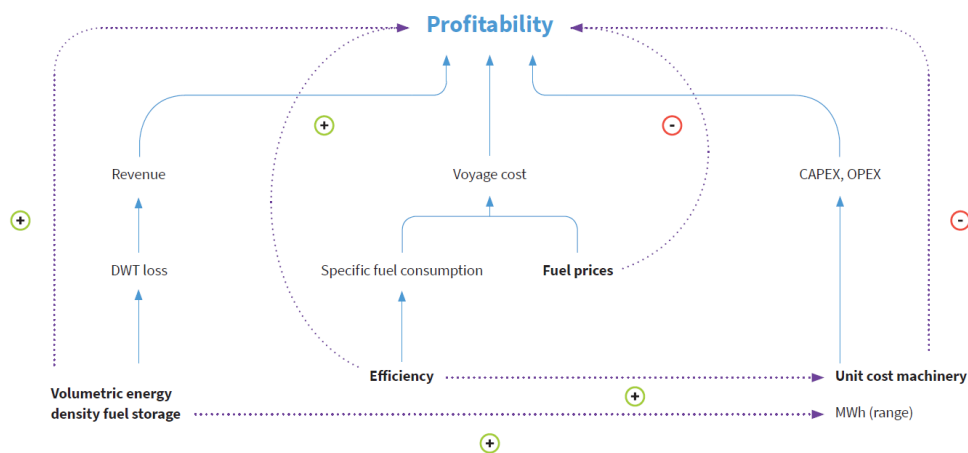 Profitability
+
-
Revenue
Voyage cost
CAPEX, OPEX
+
-
DWT loss
Specific fuel consumption
Fuel prices
Efficiency
Unit cost machinery
Volumetric energy
density fuel storage
+
MWh (range)
+